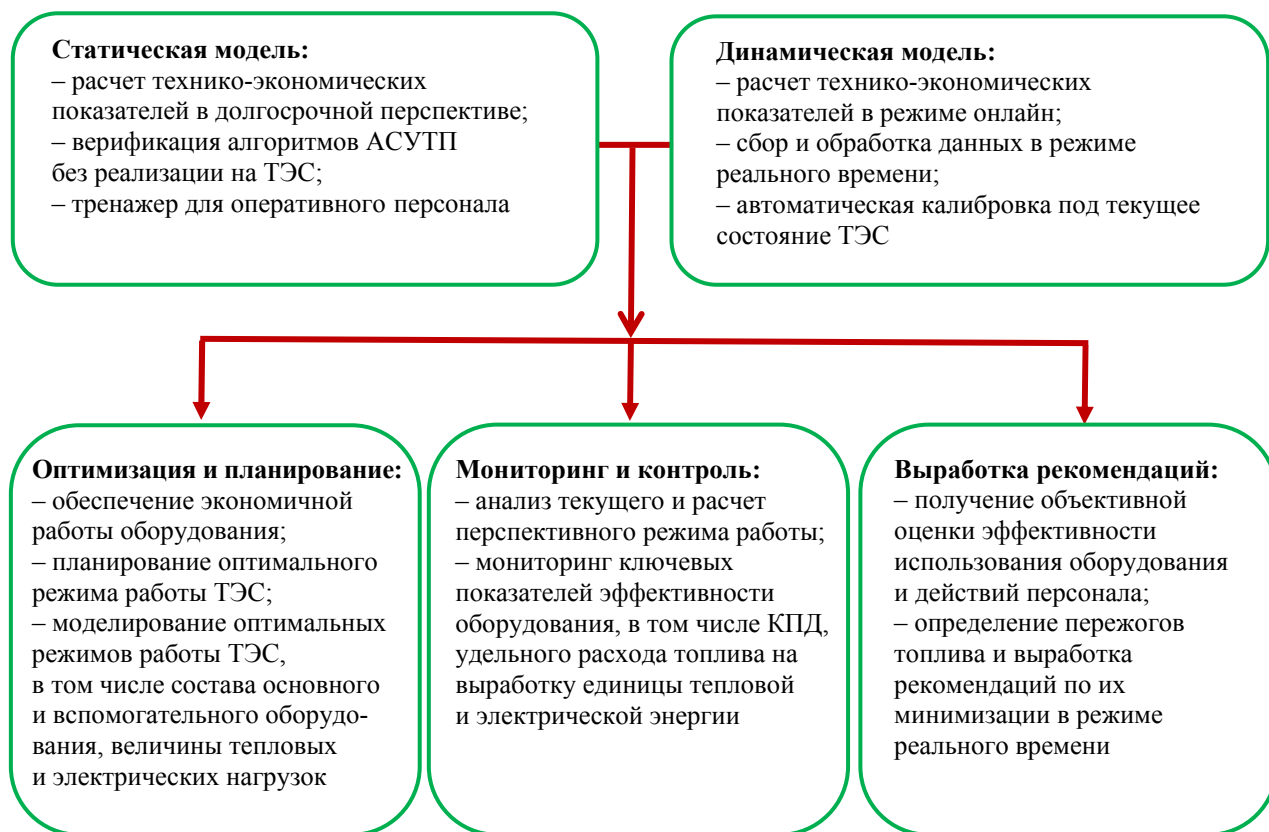 Статическая модель:
– расчет технико-экономических
показателей в долгосрочной перспективе;
– верификация алгоритмов АСУТП
без реализации на ТЭС;
– тренажер для оперативного персонала
Динамическая модель:
– расчет технико-экономических
показателей в режиме онлайн;
– сбор и обработка данных в режиме
реального времени;
– автоматическая калибровка под текущее
состояние ТЭС
Оптимизация и планирование:
– обеспечение экономичной
работы оборудования;
– планирование оптимального
режима работы ТЭС;
– моделирование оптимальных
режимов работы ТЭС,
в том числе состава основного
и вспомогательного оборудо-
вания, величины тепловых
и электрических нагрузок
Мониторинг и контроль:
– анализ текущего и расчет
перспективного режима работы;
– мониторинг ключевых
показателей эффективности
оборудования, в том числе КПД,
удельного расхода топлива на
выработку единицы тепловой
и электрической энергии
Выработка рекомендаций:
– получение объективной
оценки эффективности
использования оборудования
и действий персонала;
– определение пережогов
топлива и выработка
рекомендаций по их
минимизации в режиме
реального времени